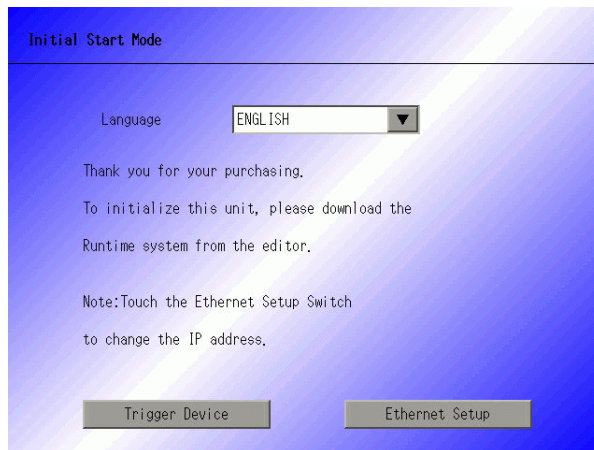 Initial Start Mode
Language ENGLISH
Thank you for your purchasing.
To initialize this unit, please download the
Runtime system from the editor.
Note:Touch the Ethernet Setup Switch
to change the IP address.
Trigger Device Ethernet Setup